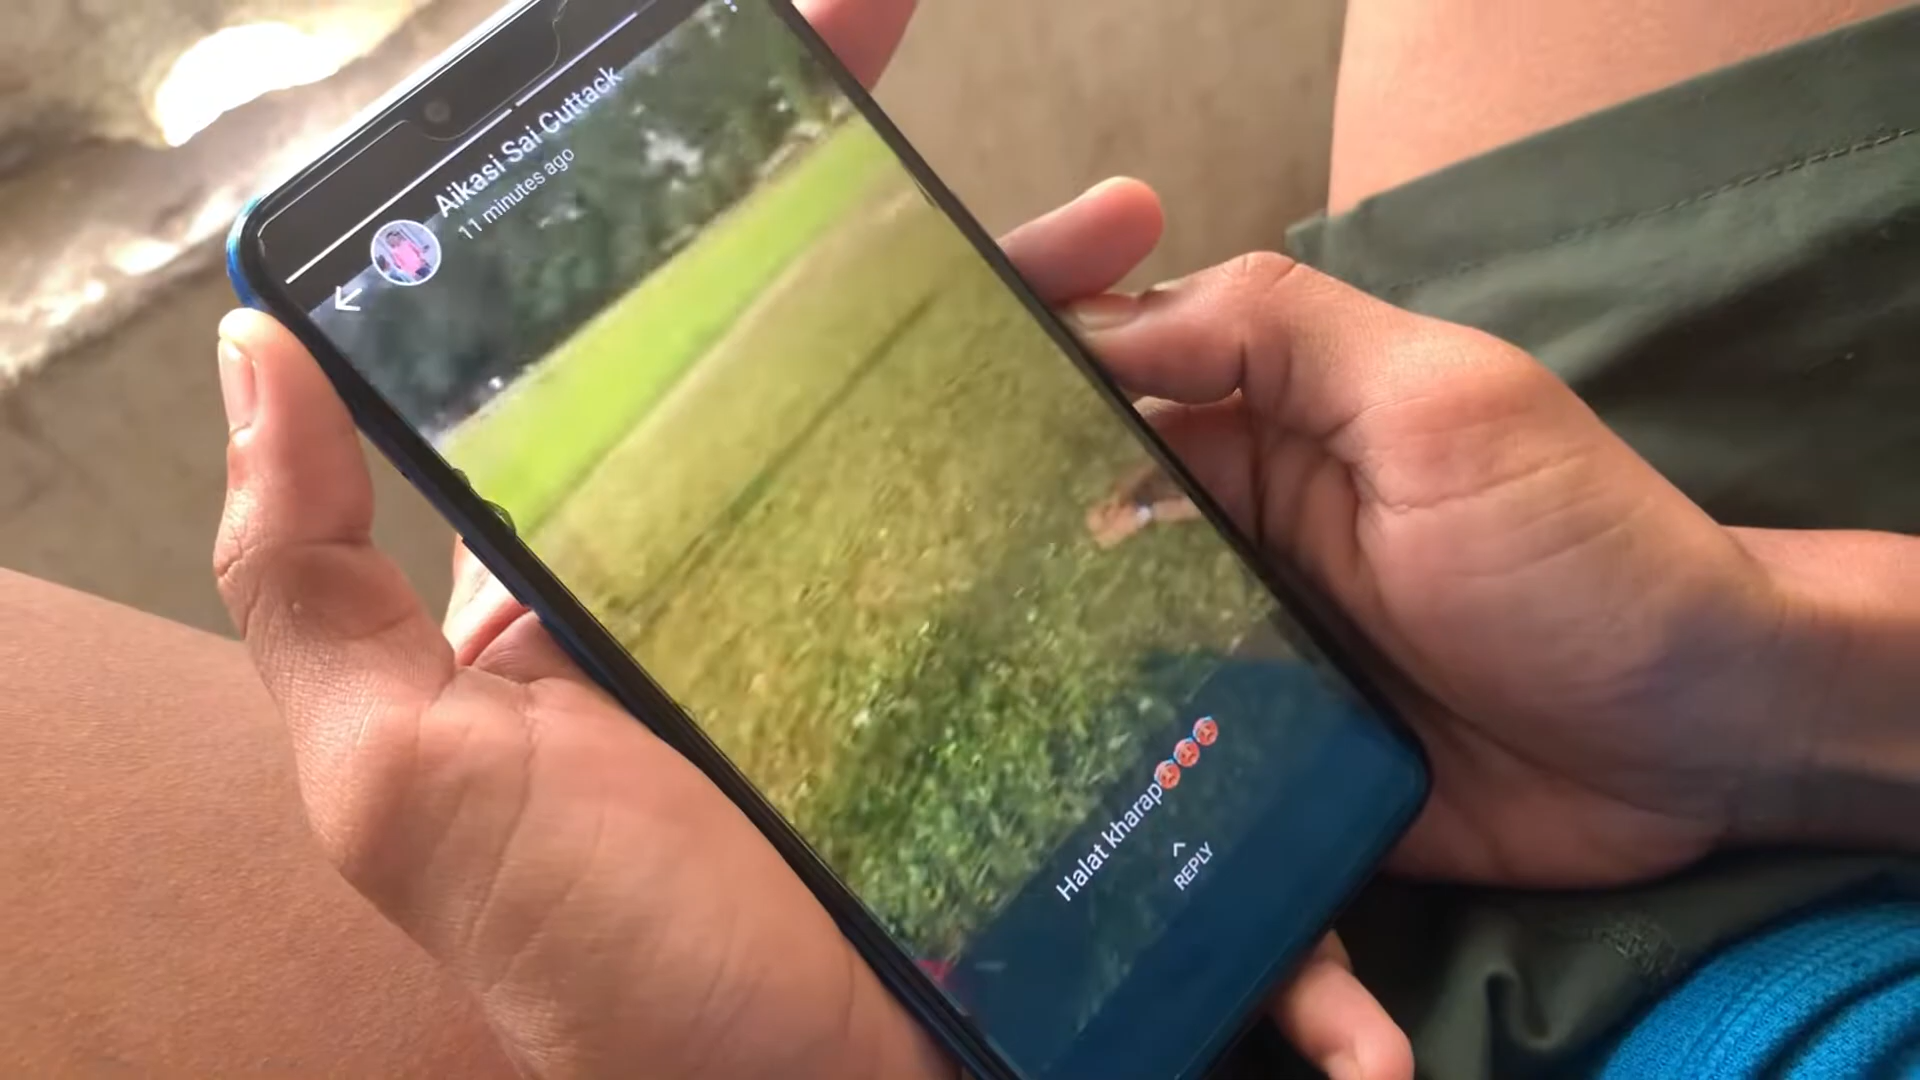 Aikasi Sai Cuttack
11 minutes ago
Halat kharap🥵🥵🥵
REPLY